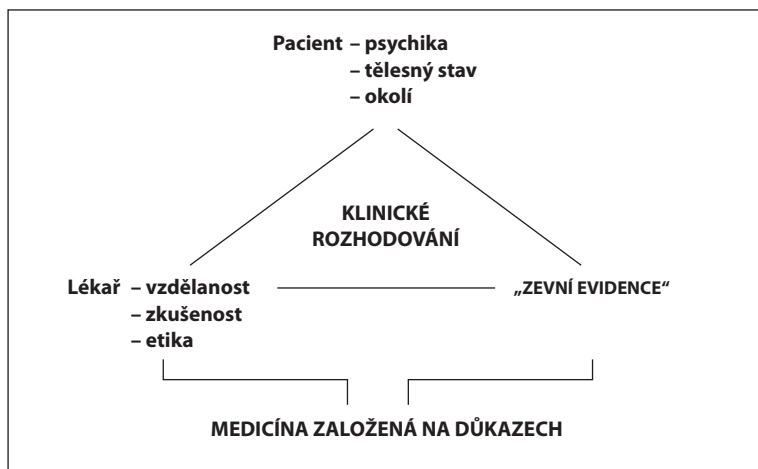 Pacient – psychika
– tělesný stav
– okolí
KLINICKÉ
ROZHODOVÁNÍ
Lékař – vzdělanost
– zkušenost
– etika
„ZEVNÍ EVIDENCE“
MEDICÍNA ZALOŽENÁ NA DŮKAZECH